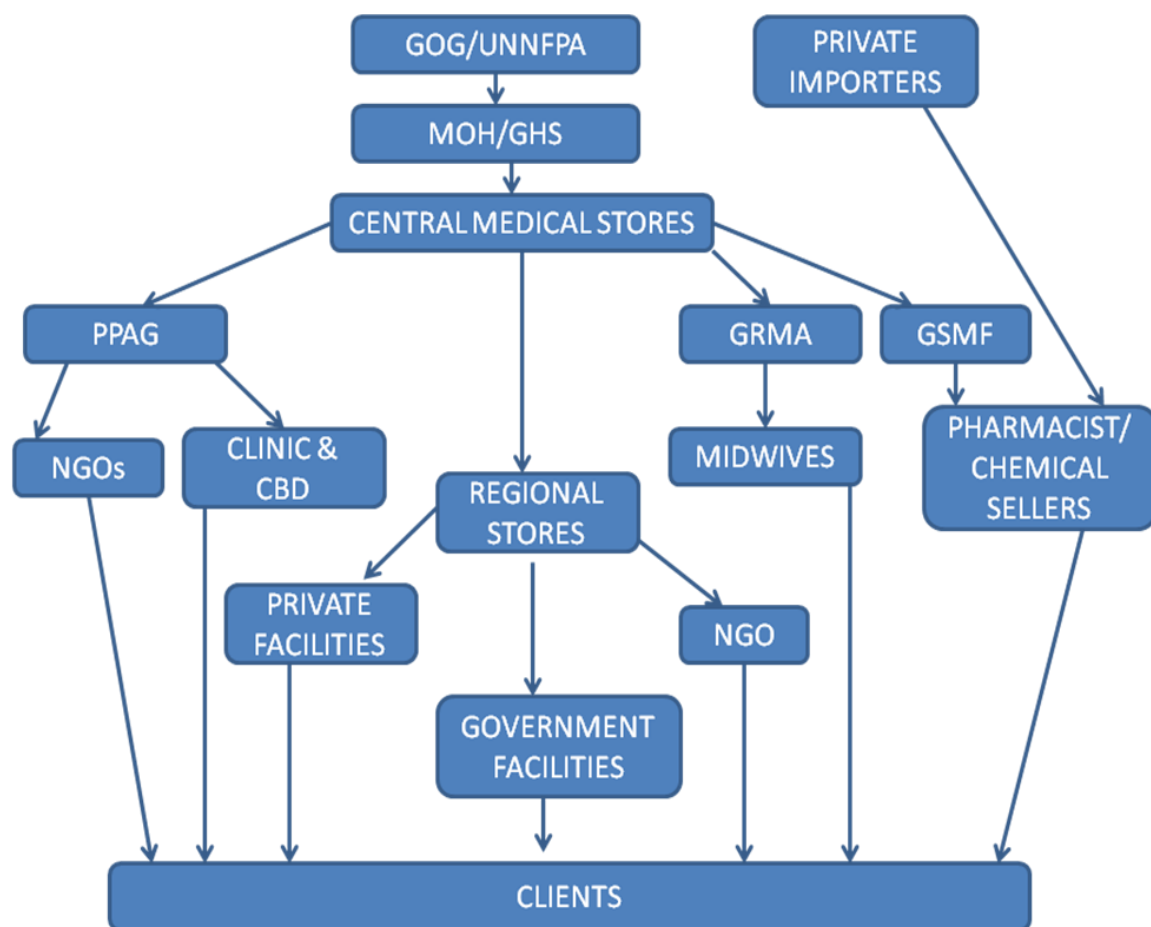 GOG/UNNFPA
PRIVATE
IMPORTERS
MOH/GHS
CENTRAL MEDICAL STORES
PPAG
GRMA
GSMF
NGOs
CLINIC &
CBD
MIDWIVES
PHARMACIST/
CHEMICAL
SELLERS
REGIONAL
STORES
PRIVATE
FACILITIES
NGO
GOVERNMENT
FACILITIES
CLIENTS